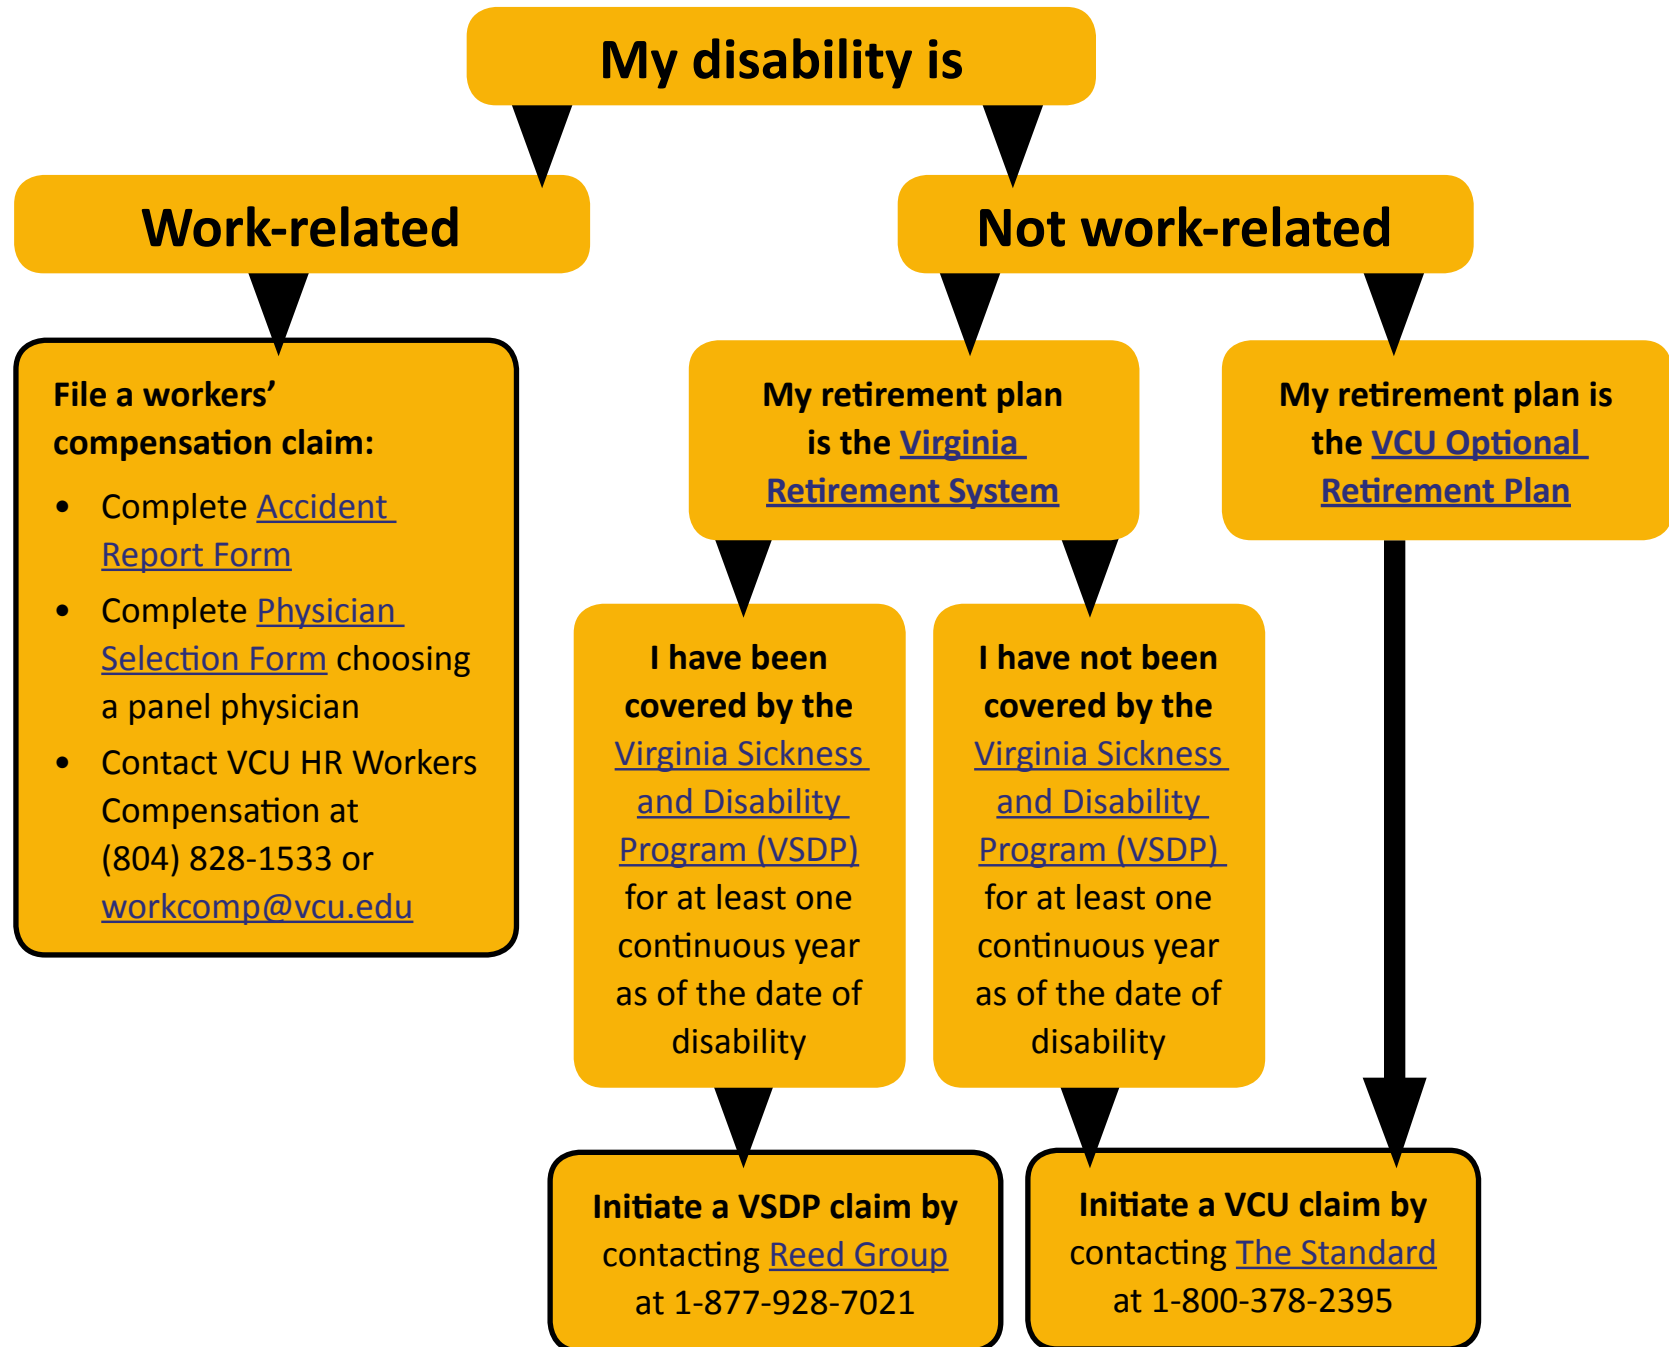 My disability is
Work-related
Not work-related
File a workers’
compensation claim:
• Complete Accident
Report Form
• Complete Physician
Selection Form choosing
a panel physician
• Contact VCU HR Workers
Compensation at
(804) 828-1533 or
workcomp@vcu.edu
My retirement plan
is the Virginia
Retirement System
My retirement plan is
the VCU Optional
Retirement Plan
I have been
covered by the
Virginia Sickness
and Disability
Program (VSDP)
for at least one
continuous year
as of the date of
disability
I have not been
covered by the
Virginia Sickness
and Disability
Program (VSDP)
for at least one
continuous year
as of the date of
disability
Initiate a VSDP claim by
contacting Reed Group
at 1-877-928-7021
Initiate a VCU claim by
contacting The Standard
at 1-800-378-2395